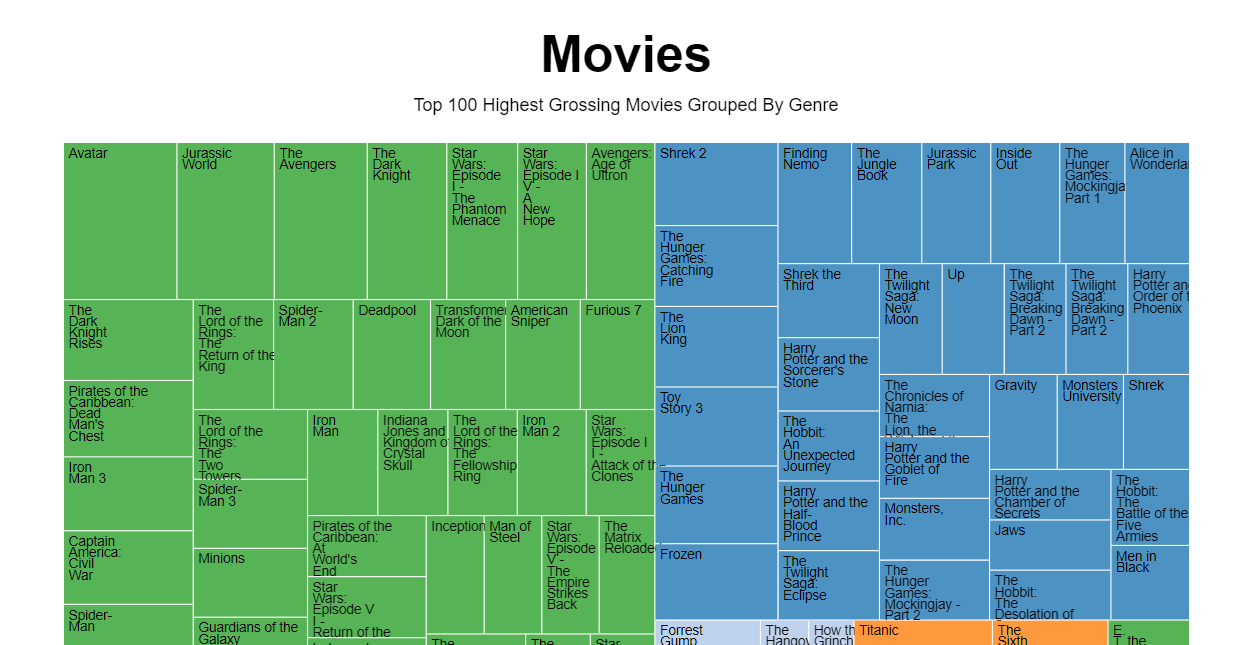 Movies
Top 100 Highest Grossing Movies Grouped By Genre
Avatar
Jurassic
World
The
Avengers
The
Dark
Knight
Star
Wars:
Episode
I -
The
Phantom
Menace
Star
Wars:
Episode I
V -
A
New
Hope
Avengers:
Age of
Ultron
The
Dark
Knight
Rises
Pirates of the
Caribbean:
Dead
Man's
Chest
Iron
Man 3
Captain
America:
Civil
War
Spider-
Man
The
Lord of the
Rings:
The
Return of the
King
Spider-
Man 2
Deadpool
Transformer
Dark of the
Moon
American
Sniper
Furious 7
The
Lord of the
Rings:
The
Two
Towers
Spider-
Man 3
Minions
Guardians of the
Galaxy
Iron
Man
Indiana
Jones and
Kingdom o
Crystal
Skull
The
Lord of the
Rings:
The
Fellowship
Ring
Iron
Man 2
Star
Wars:
Episode I
I -
Attack of th
Clones
Pirates of the
Caribbean:
At
World's
End
Star
Wars:
Episode V
I -
Return of the
Inception
Man of
Steel
Star
Wars:
Episode
V -
The
Empire
Strikes
Back
The
Matrix
Reloade
The
The
Star
Shrek 2
The
Hunger
Games:
Catching
Fire
The
Lion
King
Toy
Story 3
The
Hunger
Games
Frozen
Finding
Nemo
The
Jungle
Book
Jurassic
Park
Inside
Out
The
Hunger
Games:
Mockingja
Part 1
Alice in
Wonderla
Shrek the
Third
Harry
Potter and the
Sorcerer's
Stone
The
Hobbit:
An
Unexpected
Journey
Harry
Potter and the
Half-
Blood
Prince
The
Twilight
Saga:
Eclipse
The
Twilight
Saga:
New
Moon
Up
The
Twilight
Saga:
Breaking
Dawn -
Part 2
The
Twilight
Saga:
Breaking
Dawn -
Part 2
Harry
Potter an
Order of t
Phoenix
The
Chronicles of
Narnia:
The
Lion, the
Harry
Potter and the
Goblet of
Fire
Monsters,
Inc.
The
Hunger
Games:
Mockingjay -
Part 2
Gravity
Monsters
University
Shrek
Harry
Potter and the
Chamber of
Secrets
Jaws
The
Hobbit:
The
Desolation of
The
Hobbit:
The
Battle of the
Five
Armies
Men in
Black
Forrest
Gump
The
Hangov
How th
Grinch
Titanic
The
Sixth
E.
T. the